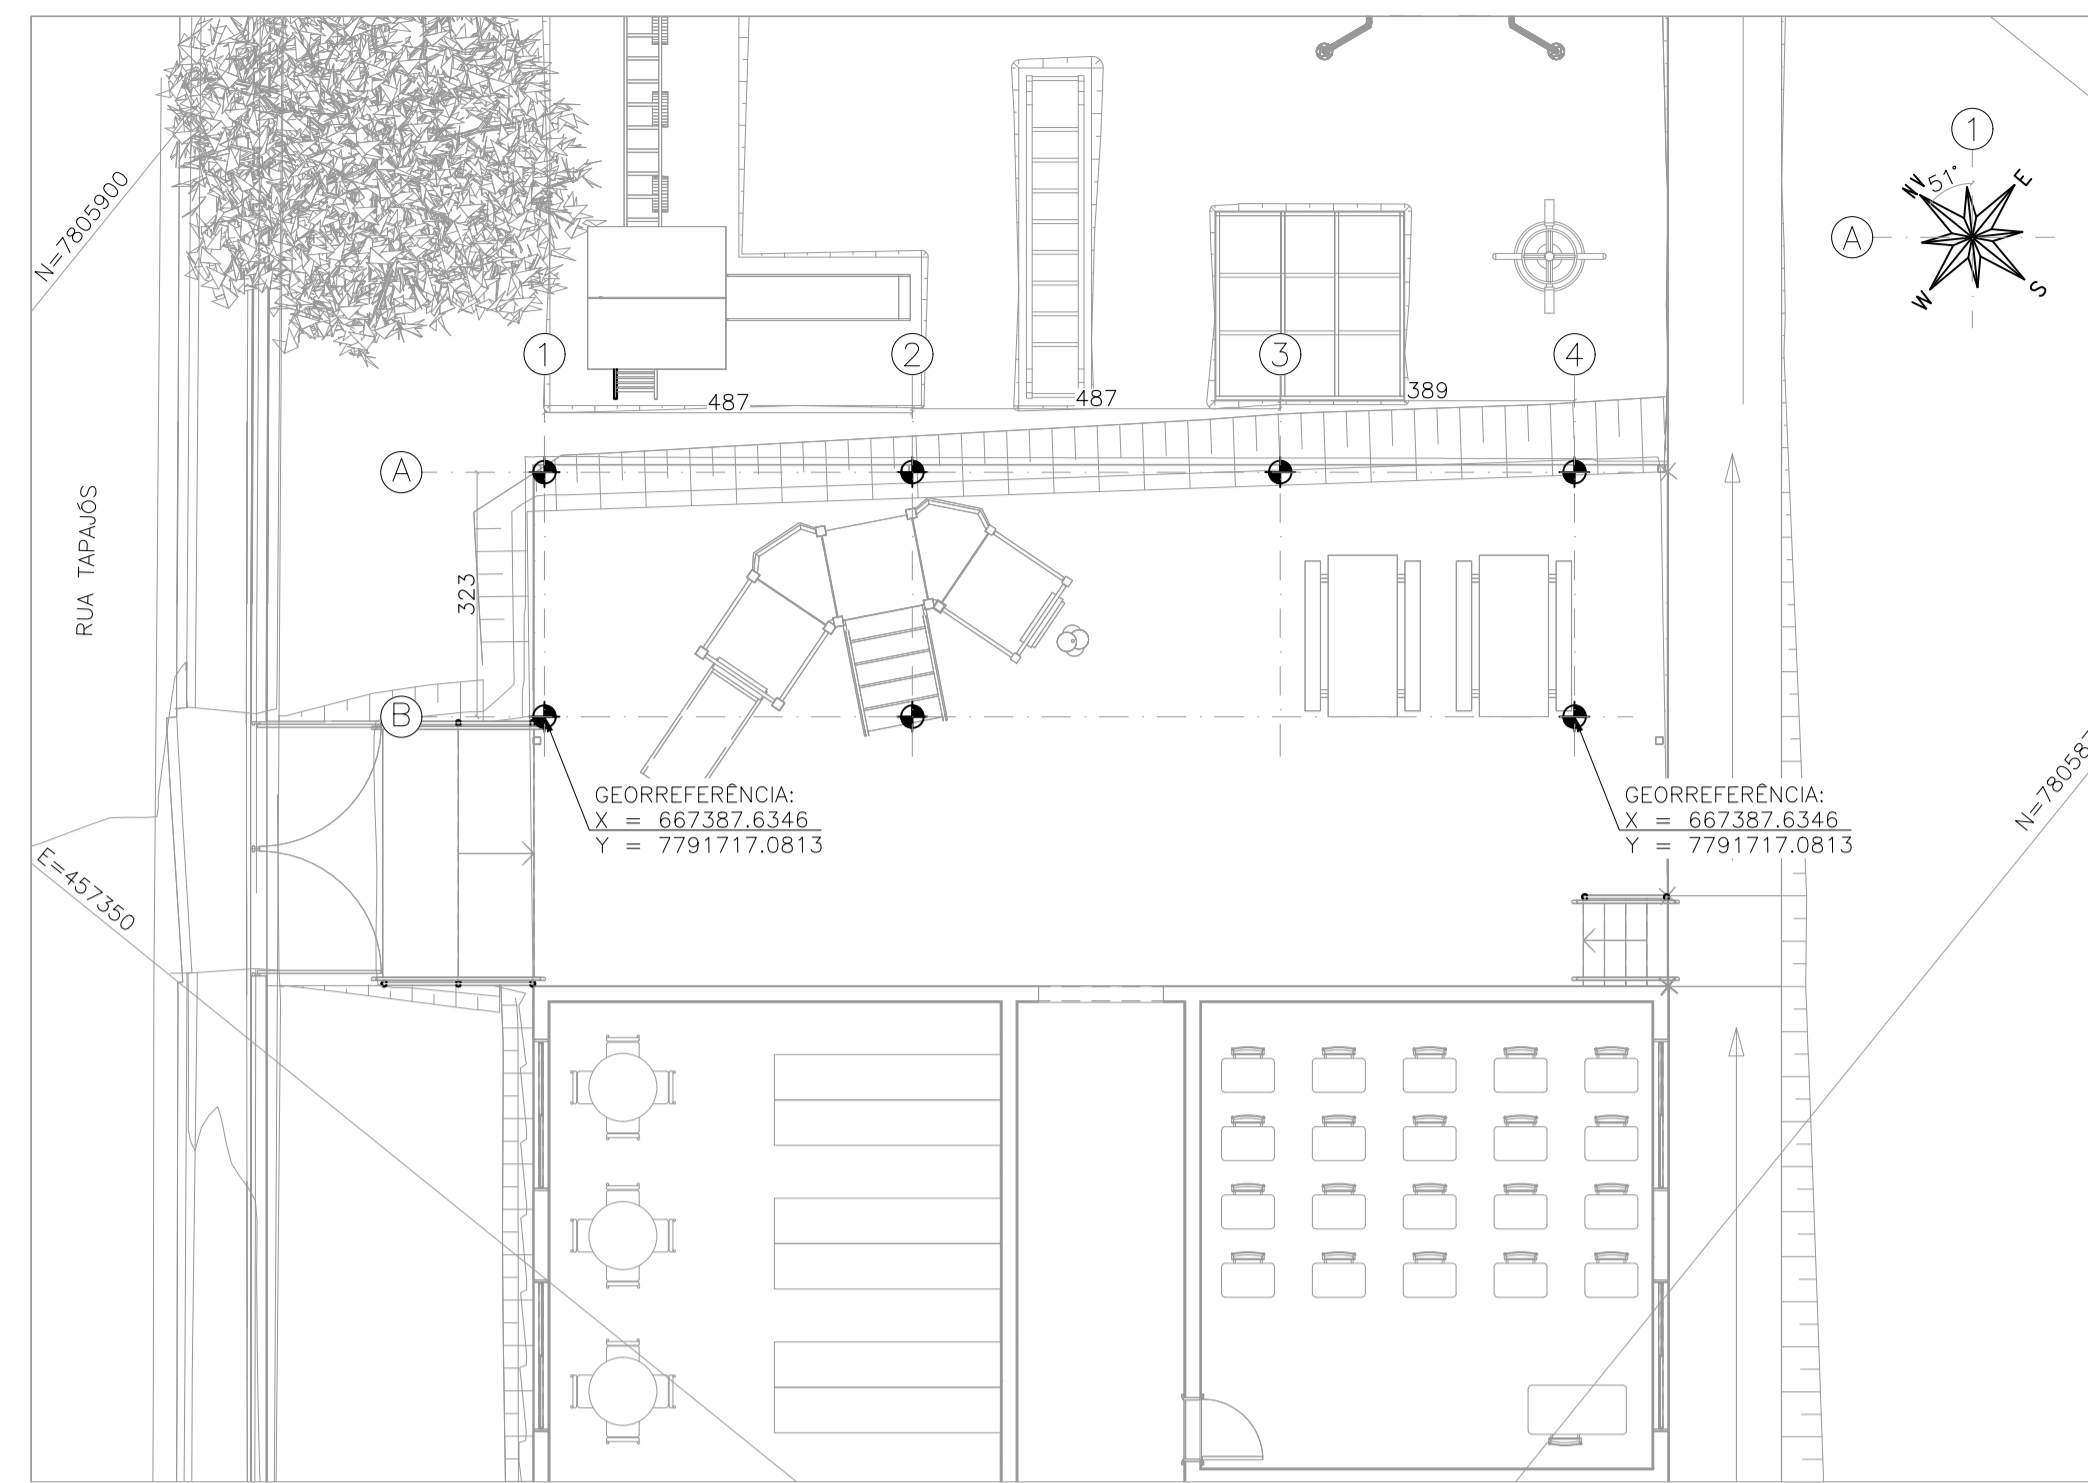 N=7805900
RUA TAPAJÓS
E=457350
1
A
51°
E
S
W
1
2
3
4
487
487
389
A
323
B
GEORREFERÊNCIA:
X = 667387.6346
Y = 7791717.0813
GEORREFERÊNCIA:
X = 667387.6346
Y = 7791717.0813